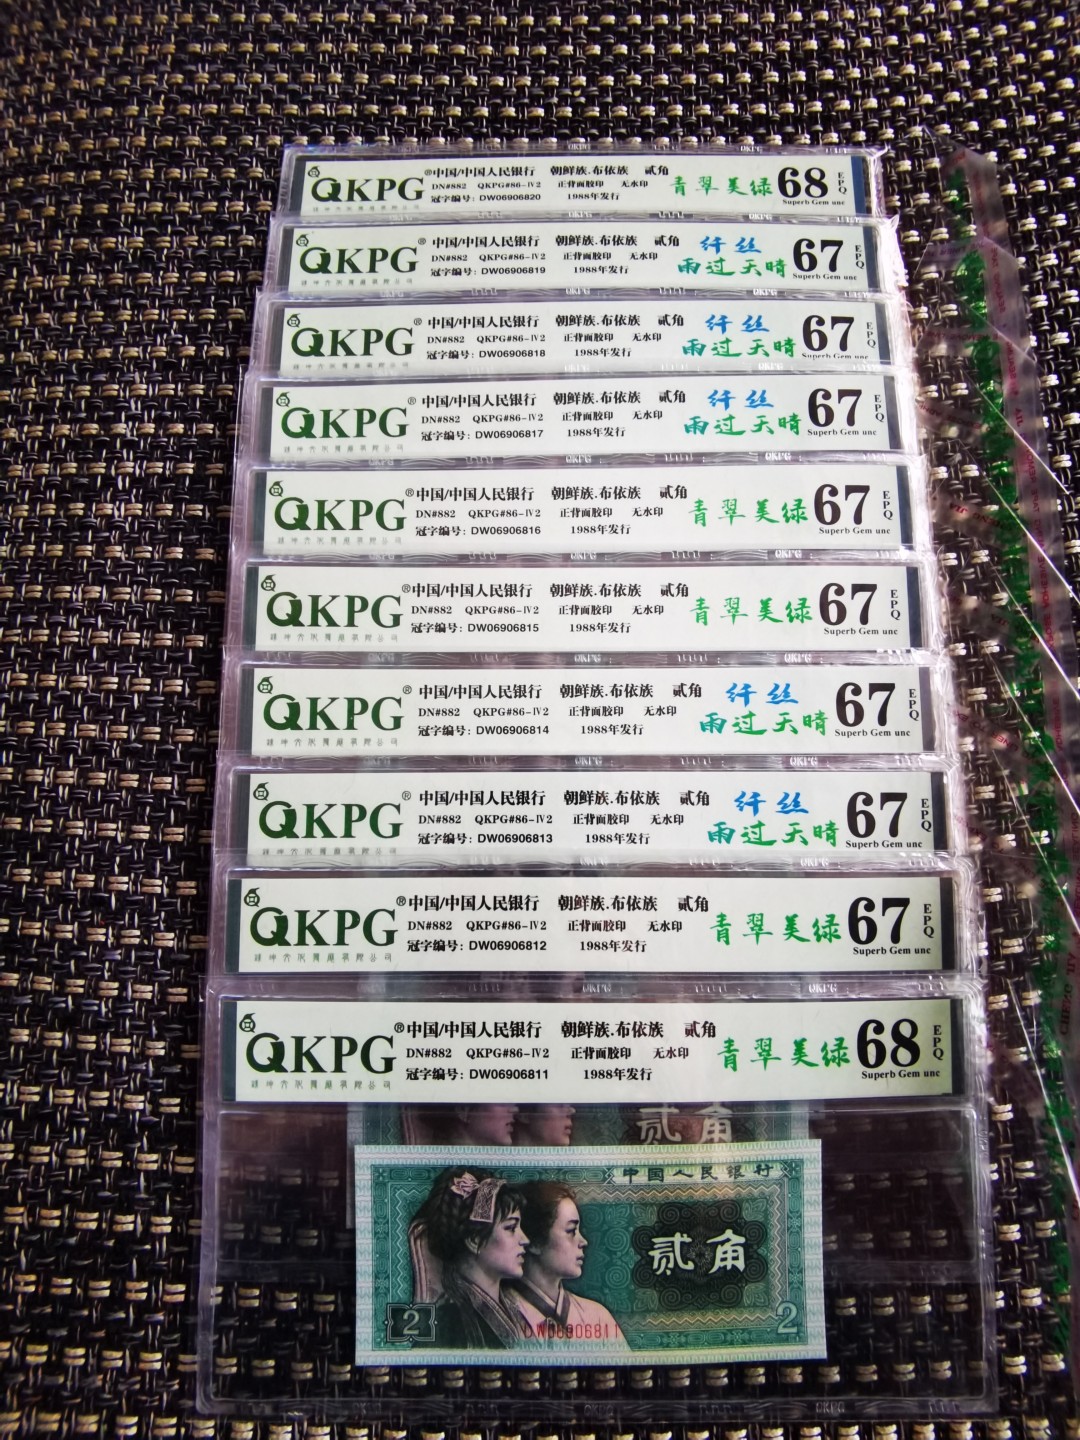 QKPG® 中国/中国人民银行 朝鲜族.布依族 贰角
DN#882 QKPG#86-IV2 正背面胶印 无水印
冠字编号: DW06906820 1988年发行
青翠美绿 68 EPQ
Superb Gem unc
QKPG® 中国/中国人民银行 朝鲜族.布依族 贰角
DN#882 QKPG#86-IV2 正背面胶印 无水印
冠字编号: DW06906819 1988年发行
纤丝
雨过天晴 67 EPQ
Superb Gem unc
QKPG® 中国/中国人民银行 朝鲜族.布依族 贰角
DN#882 QKPG#86-IV2 正背面胶印 无水印
冠字编号: DW06906818 1988年发行
纤丝
雨过天晴 67 EPQ
Superb Gem unc
QKPG® 中国/中国人民银行 朝鲜族.布依族 贰角
DN#882 QKPG#86-IV2 正背面胶印 无水印
冠字编号: DW06906817 1988年发行
纤丝
雨过天晴 67 EPQ
Superb Gem unc
QKPG® 中国/中国人民银行 朝鲜族.布依族 贰角
DN#882 QKPG#86-IV2 正背面胶印 无水印
冠字编号: DW06906816 1988年发行
青翠美绿 67 EPQ
Superb Gem unc
QKPG® 中国/中国人民银行 朝鲜族.布依族 贰角
DN#882 QKPG#86-IV2 正背面胶印 无水印
冠字编号: DW06906815 1988年发行
青翠美绿 67 EPQ
Superb Gem unc
QKPG® 中国/中国人民银行 朝鲜族.布依族 贰角
DN#882 QKPG#86-IV2 正背面胶印 无水印
冠字编号: DW06906814 1988年发行
纤丝
雨过天晴 67 EPQ
Superb Gem unc
QKPG® 中国/中国人民银行 朝鲜族.布依族 贰角
DN#882 QKPG#86-IV2 正背面胶印 无水印
冠字编号: DW06906813 1988年发行
纤丝
雨过天晴 67 EPQ
Superb Gem unc
QKPG® 中国/中国人民银行 朝鲜族.布依族 贰角
DN#882 QKPG#86-IV2 正背面胶印 无水印
冠字编号: DW06906812 1988年发行
青翠美绿 67 EPQ
Superb Gem unc
QKPG® 中国/中国人民银行 朝鲜族.布依族 贰角
DN#882 QKPG#86-IV2 正背面胶印 无水印
冠字编号: DW06906811 1988年发行
青翠美绿 68 EPQ
Superb Gem unc
贰角
中国人民银行
贰角
2 DW06906811 2